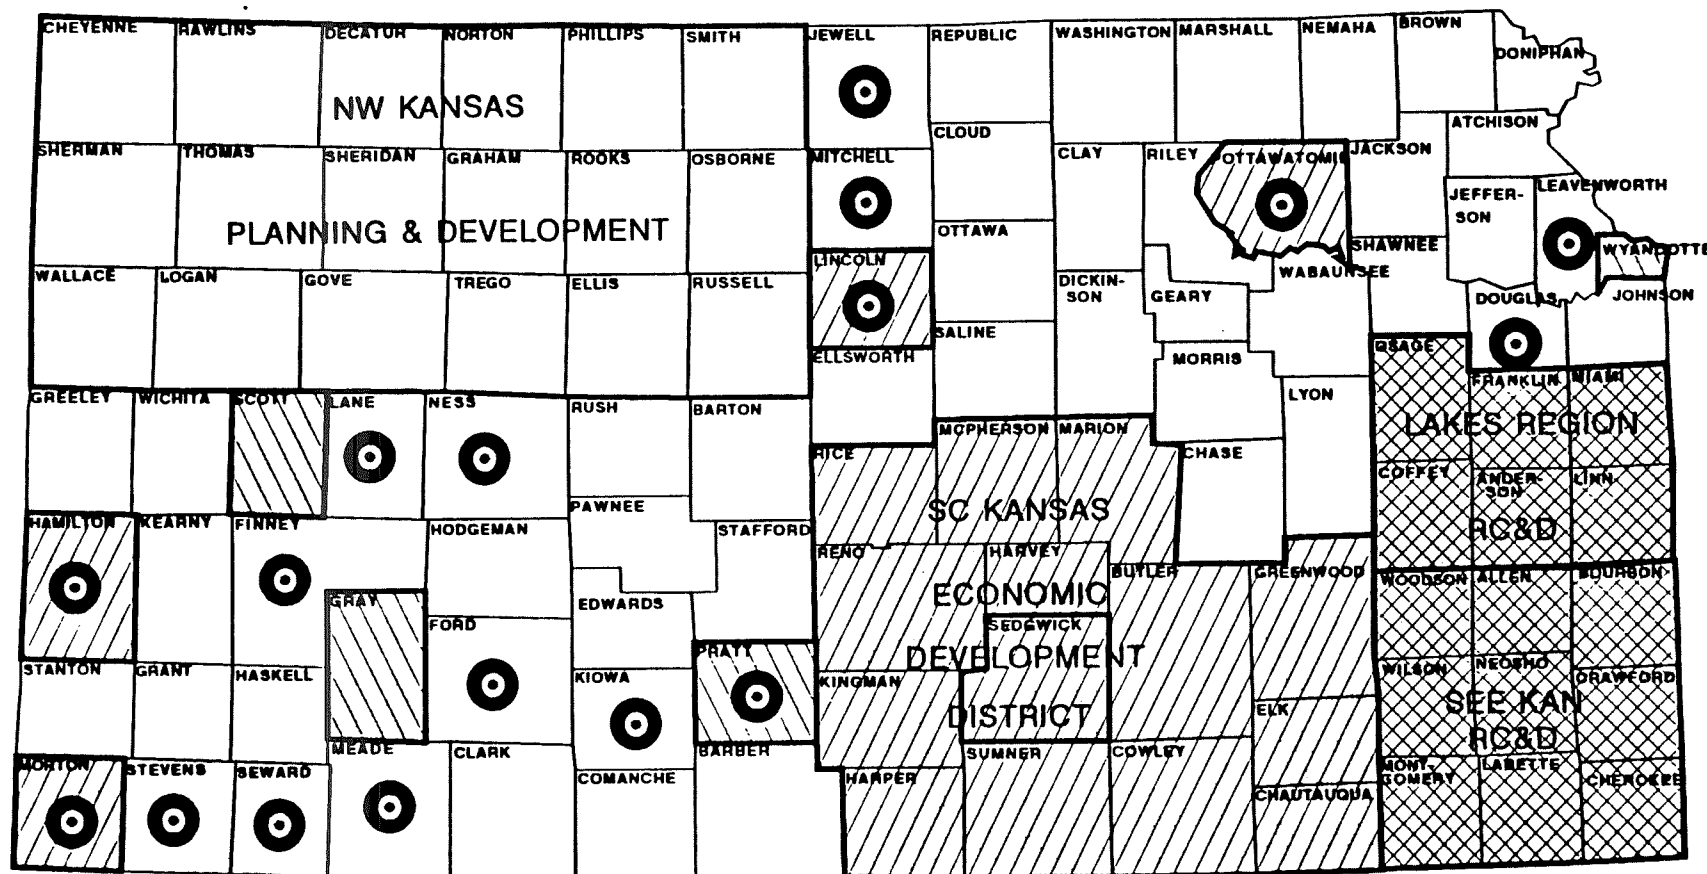 CHEYENNE RAWLINS DECATUR NORTON PHILLIPS SMITH JEWELL REPUBLIC WASHINGTON MARSHALL NEMAHA BROWN
DONIPHAN
NW KANSAS
CLOUD ATCHISON
SHERMAN THOMAS SHERIDAN GRAHAM ROOKS OSBORNE MITCHELL CLAY RILEY POTTAWATOMIE JACKSON
LEAVENWORTH
JEFFER-
SON
PLANNING & DEVELOPMENT
OTTAWA SHAWNEE WYANDOTTE
LINCOLN WABAUNSEE
WALLACE LOGAN GOVE TREGO ELLIS RUSSELL DICKIN-
SON
GEARY DOUGLAS JOHNSON
SALINE
ELLSWORTH MORRIS OSAGE
FRANKLIN MIAMI
GREELEY WICHITA SCOTT LANE NESS RUSH BARTON LYON
LAKES REGION
MCPHERSON MARION
RICE CHASE COFFEY ANDER-
SON
LINN
SC KANSAS
PAWNEE
HAMILTON KEARNY FINNEY HODGEMAN STAFFORD RC&D
RENO HARVEY
BUTLER GREENWOOD WOODSON ALLEN BOURBON
ECONOMIC
GRAY EDWARDS
FORD SEDGWICK
DEVELOPMENT
STANTON GRANT HASKELL KIOWA PRATT KINGMAN WILSON NEOSHO CRAWFORD
SEE KAN
ELK
DISTRICT
RC&D
MEADE CLARK BARBER SUMNER COWLEY
MORTON STEVENS SEWARD COMANCHE HARPER MONT-
GOMERY
LABETTE CHEROKEE
CHAUTAUQUA